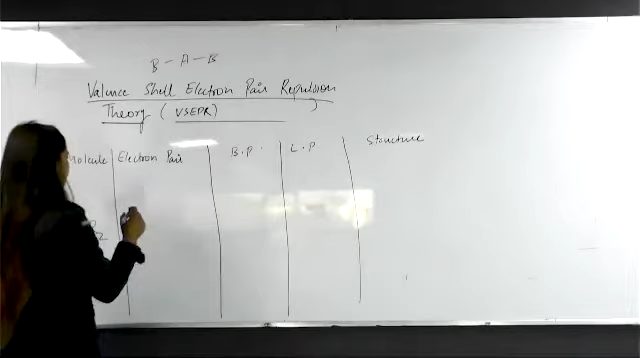 B - A - B
Valence Shell Electron Pair Repulsion
Theory (VSEPR)
Molecule Electron Pair B.P. L.P Structure